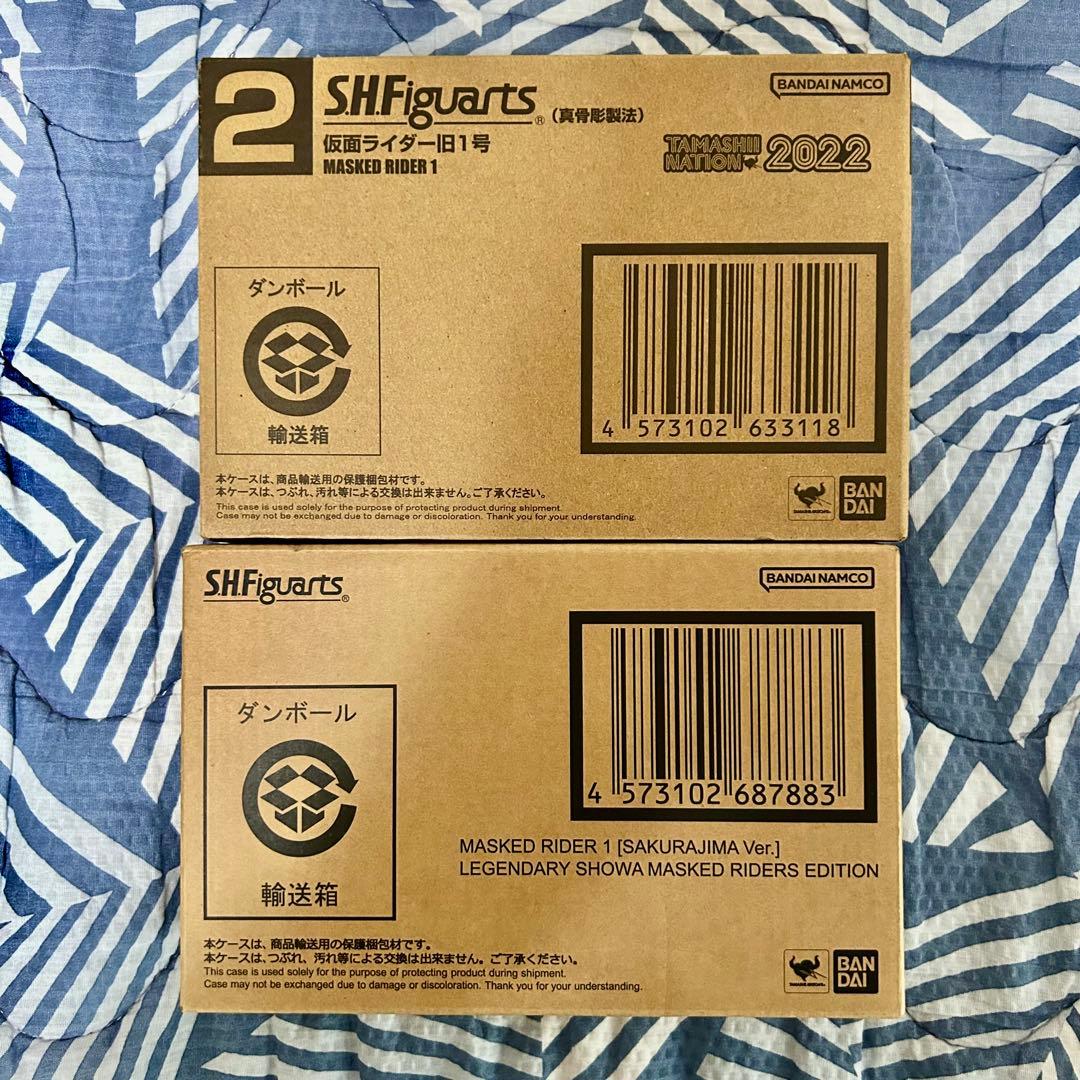 2
S.H.Figuarts®
(真骨彫製法)
仮面ライダー旧1号
MASKED RIDER 1
BANDAI NAMCO
TAMASHII
NATION 2022
ダンボール
輸送箱
4 573102 633118
本ケースは、商品輸送用の保護梱包材です。
本ケースは、つぶれ、汚れ等による交換は出来ません。ご了承ください。
This case is used solely for the purpose of protecting product during shipment.
Case may not be exchanged due to damage or discoloration. Thank you for your understanding.
TAMASHII NATIONS
BAN
DAI
S.H.Figuarts®
BANDAI NAMCO
ダンボール
輸送箱
4 573102 687883
MASKED RIDER 1 [SAKURAJIMA Ver.]
LEGENDARY SHOWA MASKED RIDERS EDITION
本ケースは、商品輸送用の保護梱包材です。
本ケースは、つぶれ、汚れ等による交換は出来ません。ご了承ください。
This case is used solely for the purpose of protecting product during shipment.
Case may not be exchanged due to damage or discoloration. Thank you for your understanding.
TAMASHII NATIONS
BAN
DAI